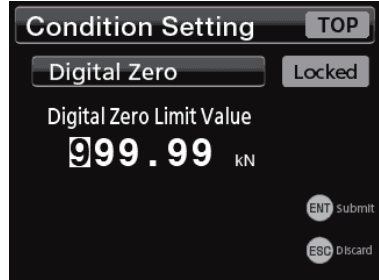 Condition Setting TOP
Digital Zero Locked
Digital Zero Limit Value
999.99 kN
ENT Submit
ESC Discard